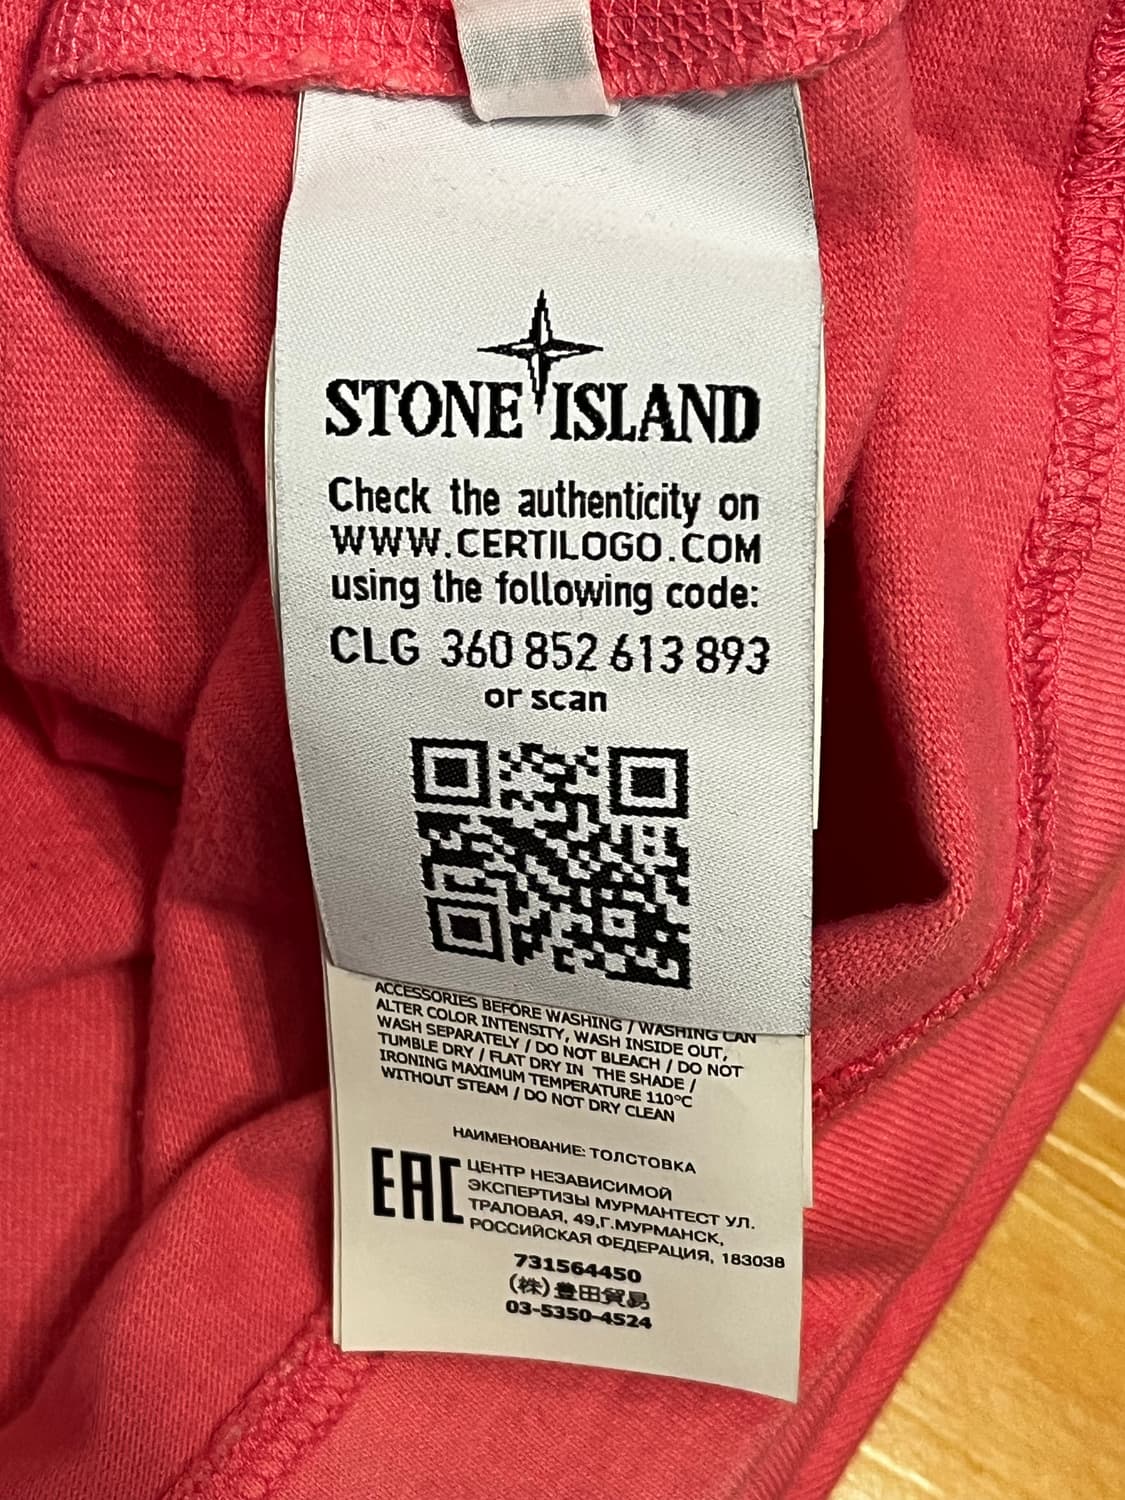 STONE ISLAND
Check the authenticity on
WWW.CERTILOGO.COM
using the following code:
CLG 360 852 613 893
or scan
ACCESSORIES BEFORE WASHING / WASHING CAN
ALTER COLOR INTENSITY, WASH INSIDE OUT,
WASH SEPARATELY / DO NOT BLEACH / DO NOT
TUMBLE DRY / FLAT DRY IN THE SHADE /
IRONING MAXIMUM TEMPERATURE 110°C
WITHOUT STEAM / DO NOT DRY CLEAN
НАИМЕНОВАНИЕ: ТОЛСТОВКА
EAC
ЦЕНТР НЕЗАВИСИМОЙ
ЭКСПЕРТИЗЫ МУРМАНТЕСТ УЛ.
ТРАЛОВАЯ, 49,Г.МУРМАНСК,
РОССИЙСКАЯ ФЕДЕРАЦИЯ, 183038
731564450
(株)豊田貿易
03-5350-4524